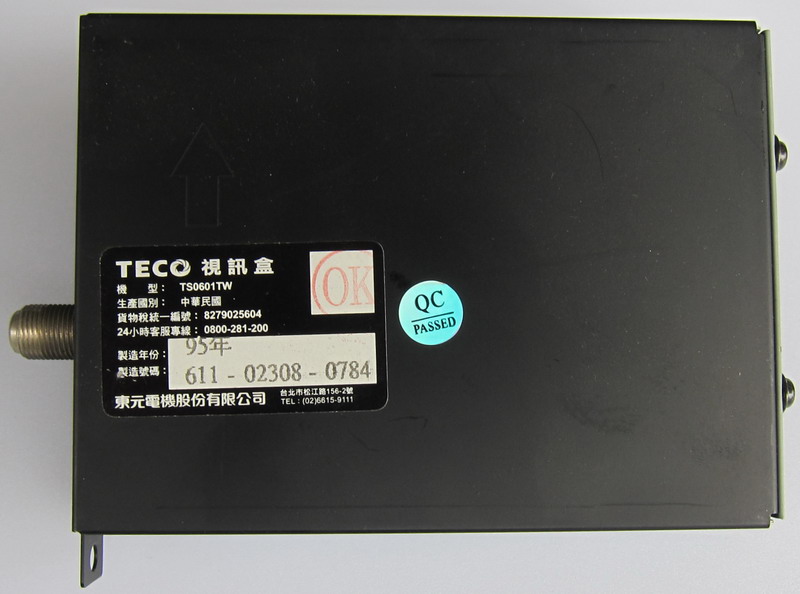 TECO 視訊盒
機 型： TS0601TW
生產國別： 中華民國
貨物稅統一編號： 8279025604
24小時客服專線： 0800-281-200
製造年份： 95年
製造號碼： 611 - 02308 - 0784
東元電機股份有限公司
台北市松江路156-2號
TEL：(02)6615-9111
OK
QC
PASSED